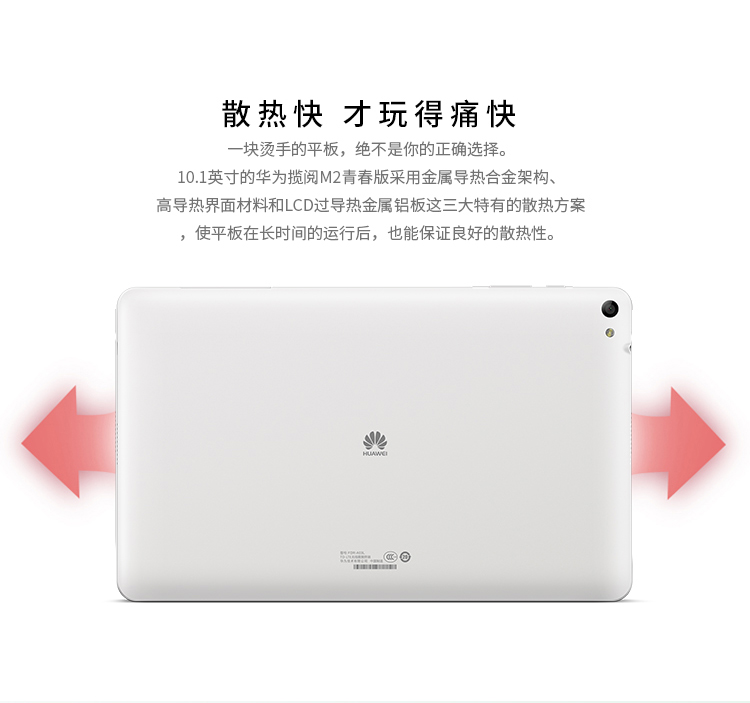 散热快 才玩得痛快
一块烫手的平板，绝不是你的正确选择。
10.1英寸的华为揽阅M2青春版采用金属导热合金架构、
高导热界面材料和LCD过导热金属铝板这三大特有的散热方案
，使平板在长时间的运行后，也能保证良好的散热性。
HUAWEI